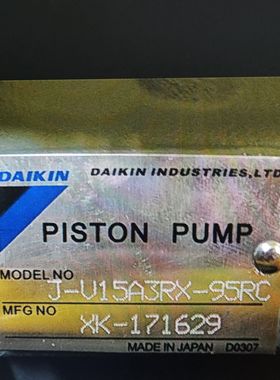 DAIKIN DAIKIN INDUSTRIES,LTD
PISTON PUMP
MODEL NO J-V15A3RX-95RC
MFG NO XK-171629
MADE IN JAPAN D0307